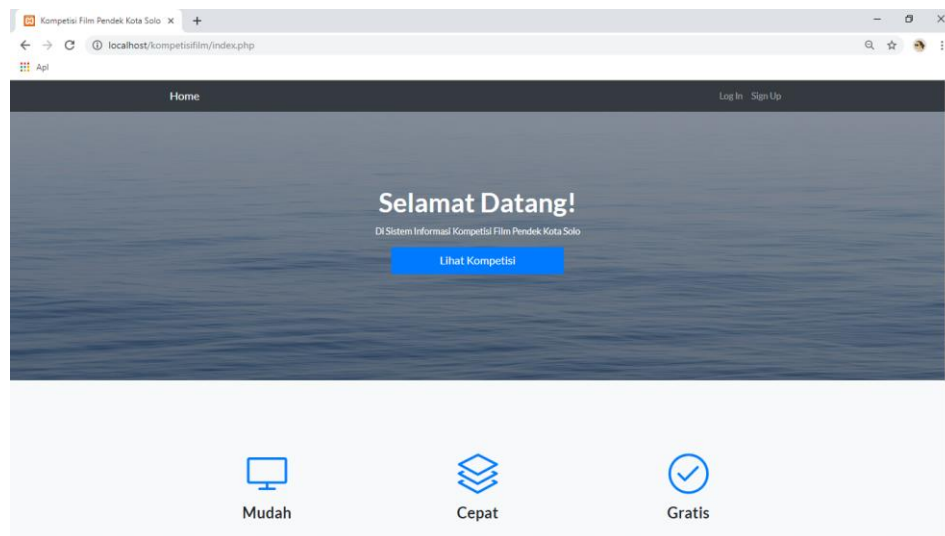 Kompetisi Film Pendek Kota Solo
localhost/kompetisifilm/index.php
Apl
Home
Log In Sign Up
Selamat Datang!
Di Sistem Informasi Kompetisi Film Pendek Kota Solo
Lihat Kompetisi
Mudah
Cepat
Gratis